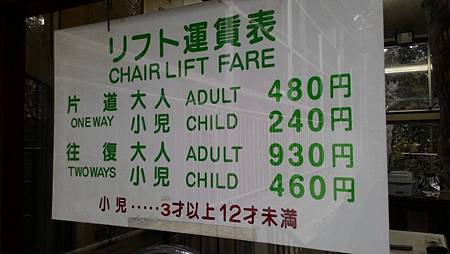 リフト運賃表
CHAIR LIFT FARE
片道 大人 ADULT 480円
ONE WAY 小児 CHILD 240円
往復 大人 ADULT 930円
TWO WAYS 小児 CHILD 460円
小児‥‥‥3才以上12才未満